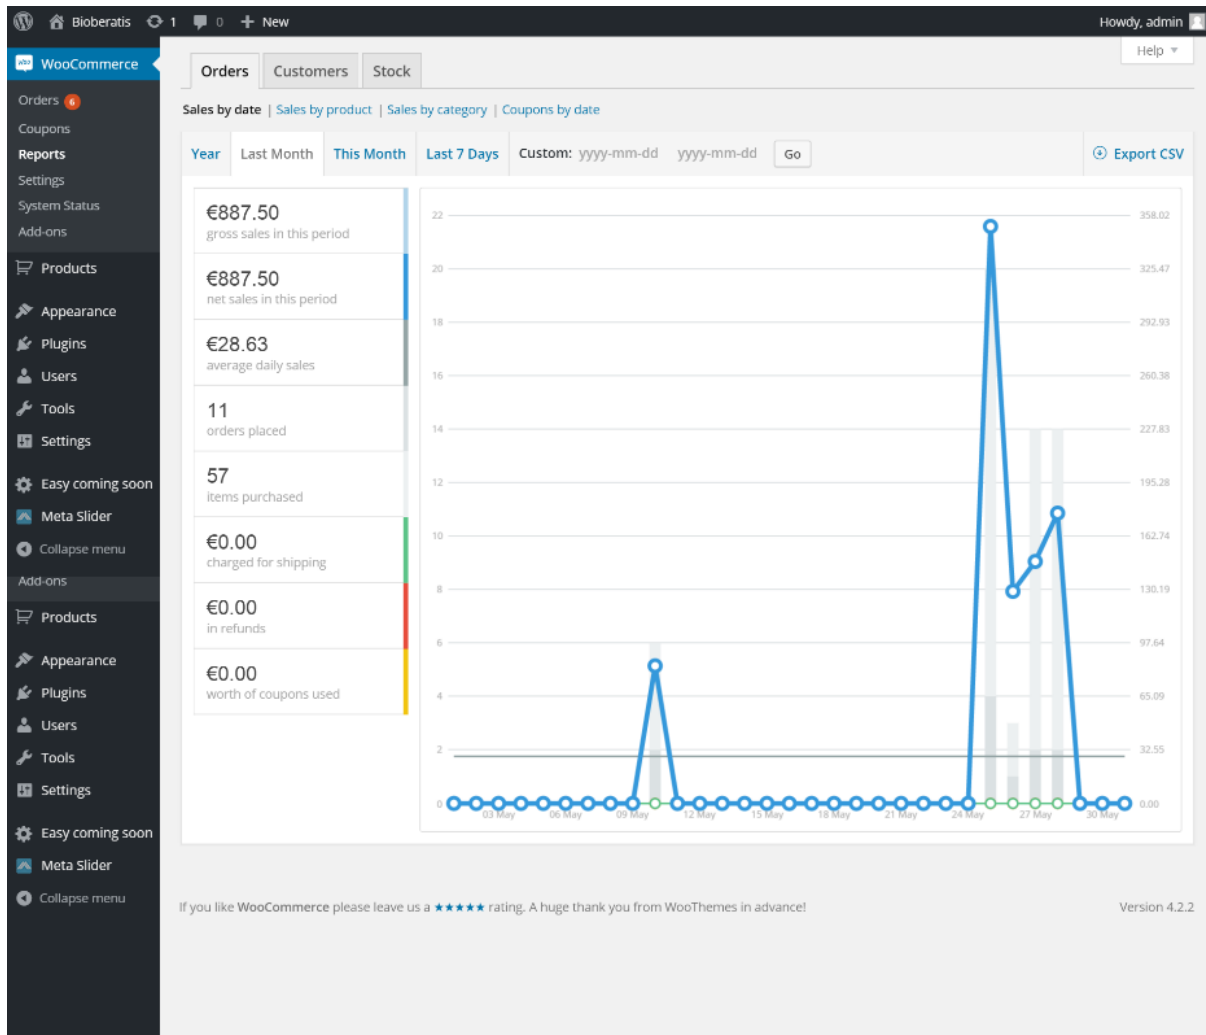 Bioberatis 1 0 New Howdy, admin
Help
WooCommerce
Orders 6
Coupons
Reports
Settings
System Status
Add-ons
Products
Appearance
Plugins
Users
Tools
Settings
Easy coming soon
Meta Slider
Collapse menu
Add-ons
Products
Appearance
Plugins
Users
Tools
Settings
Easy coming soon
Meta Slider
Collapse menu
Orders Customers Stock
Sales by date | Sales by product | Sales by category | Coupons by date
Year Last Month This Month Last 7 Days Custom: yyyy-mm-dd yyyy-mm-dd Go Export CSV
€887.50
gross sales in this period
€887.50
net sales in this period
€28.63
average daily sales
11
orders placed
57
items purchased
€0.00
charged for shipping
€0.00
in refunds
€0.00
worth of coupons used
22 358.02
20 325.47
18 292.93
16 260.38
14 227.83
12 195.28
10 162.74
8 130.19
6 97.64
4 65.09
2 32.55
0 0.00
03 May 06 May 09 May 12 May 15 May 18 May 21 May 24 May 27 May 30 May
If you like WooCommerce please leave us a ★★★★★ rating. A huge thank you from WooThemes in advance! Version 4.2.2